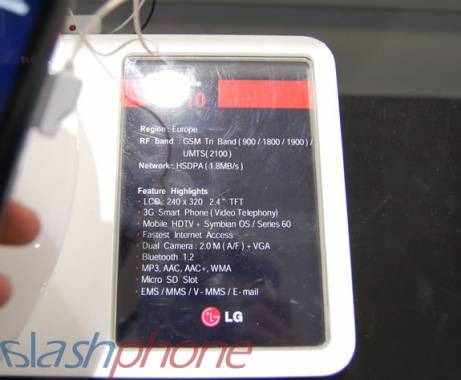 10
Region : Europe
RF Band : GSM Tri Band ( 900 / 1800 / 1900 ) /
UMTS( 2100 )
Network : HSDPA ( 1.8MB/s )
Feature Highlights
· LCD : 240 x 320 2.4" TFT
· 3G Smart Phone ( Video Telephony )
· Mobile HDTV + Symbian OS / Series 60
· Fastest Internet Access
· Dual Camera : 2.0 M ( A/F ) + VGA
· Bluetooth 1.2
· MP3, AAC, AAC+, WMA
· Micro SD Slot
· EMS / MMS / V - MMS / E - mail
LG
slashphone